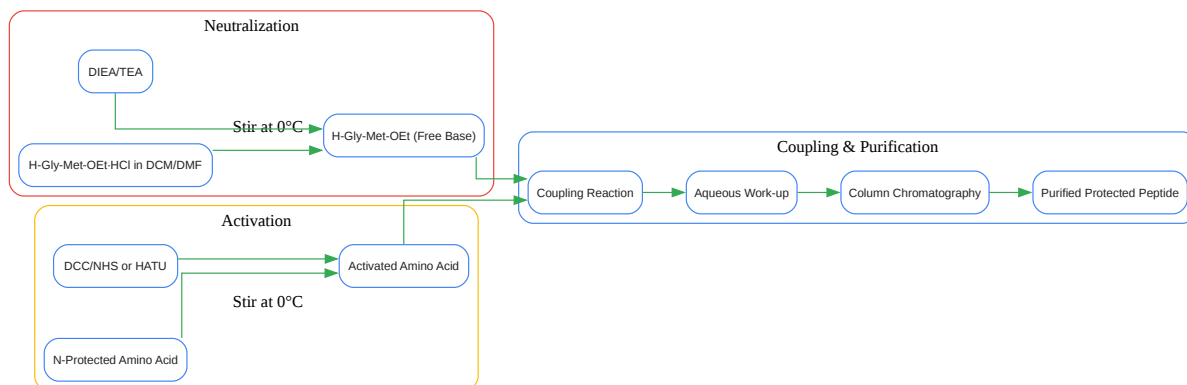 Neutralization
DIEA/TEA
Stir at 0°C
H-Gly-Met-OEt (Free Base)
H-Gly-Met-OEt-HCl in DCM/DMF
Coupling & Purification
Coupling Reaction
Aqueous Work-up
Column Chromatography
Purified Protected Peptide
Activation
DCC/NHS or HATU
Activated Amino Acid
Stir at 0°C
N-Protected Amino Acid